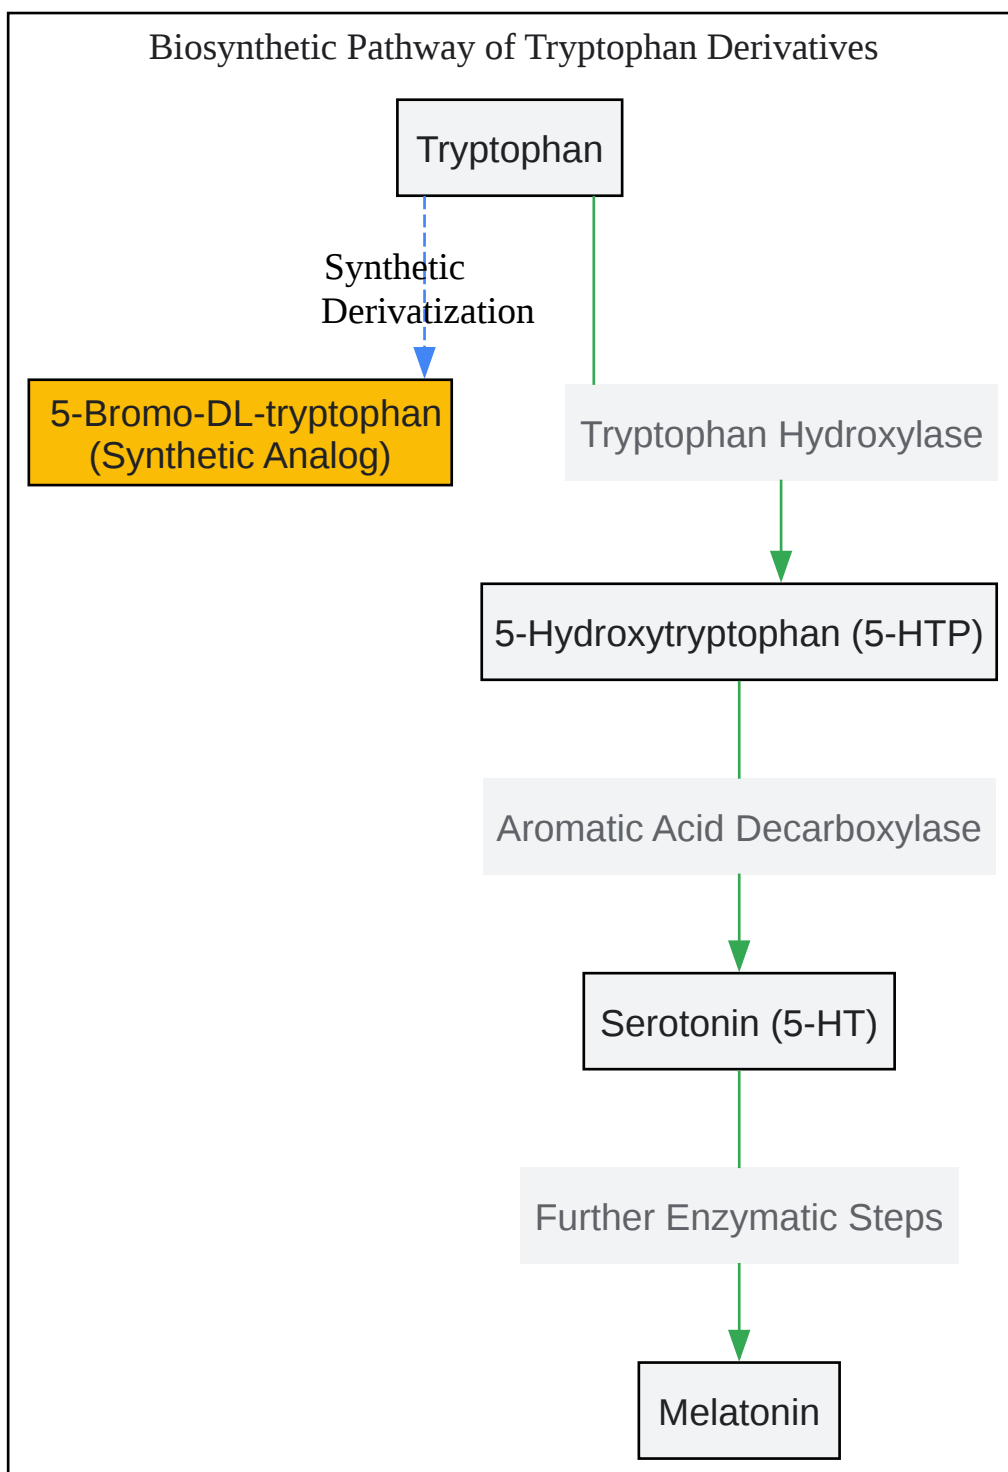 Biosynthetic Pathway of Tryptophan Derivatives
Tryptophan
Synthetic
Derivatization
5-Bromo-DL-tryptophan
(Synthetic Analog)
Tryptophan Hydroxylase
5-Hydroxytryptophan (5-HTP)
Aromatic Acid Decarboxylase
Serotonin (5-HT)
Further Enzymatic Steps
Melatonin